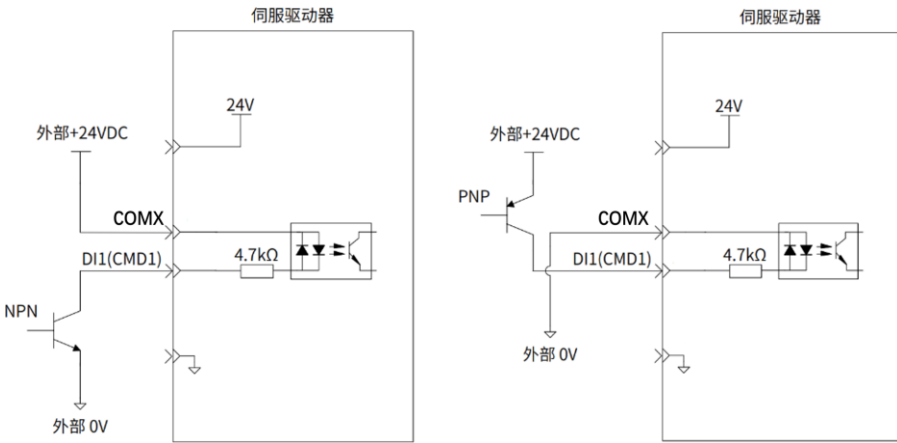 伺服驱动器
24V
外部+24VDC
COMX
DI1(CMD1)
4.7kΩ
NPN
外部 0V
伺服驱动器
24V
外部+24VDC
PNP
COMX
DI1(CMD1)
4.7kΩ
外部 0V